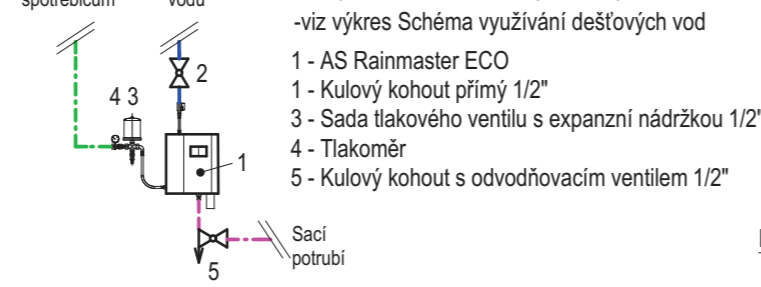 spotřebičům
vodu
-viz výkres Schéma využívání dešťových vod
1 - AS Rainmaster ECO
1 - Kulový kohout přímý 1/2"
3 - Sada tlakového ventilu s expanzní nádržkou 1/2"
4 - Tlakoměr
5 - Kulový kohout s odvodňovacím ventilem 1/2"
2
4 3
1
Sací
potrubí
5